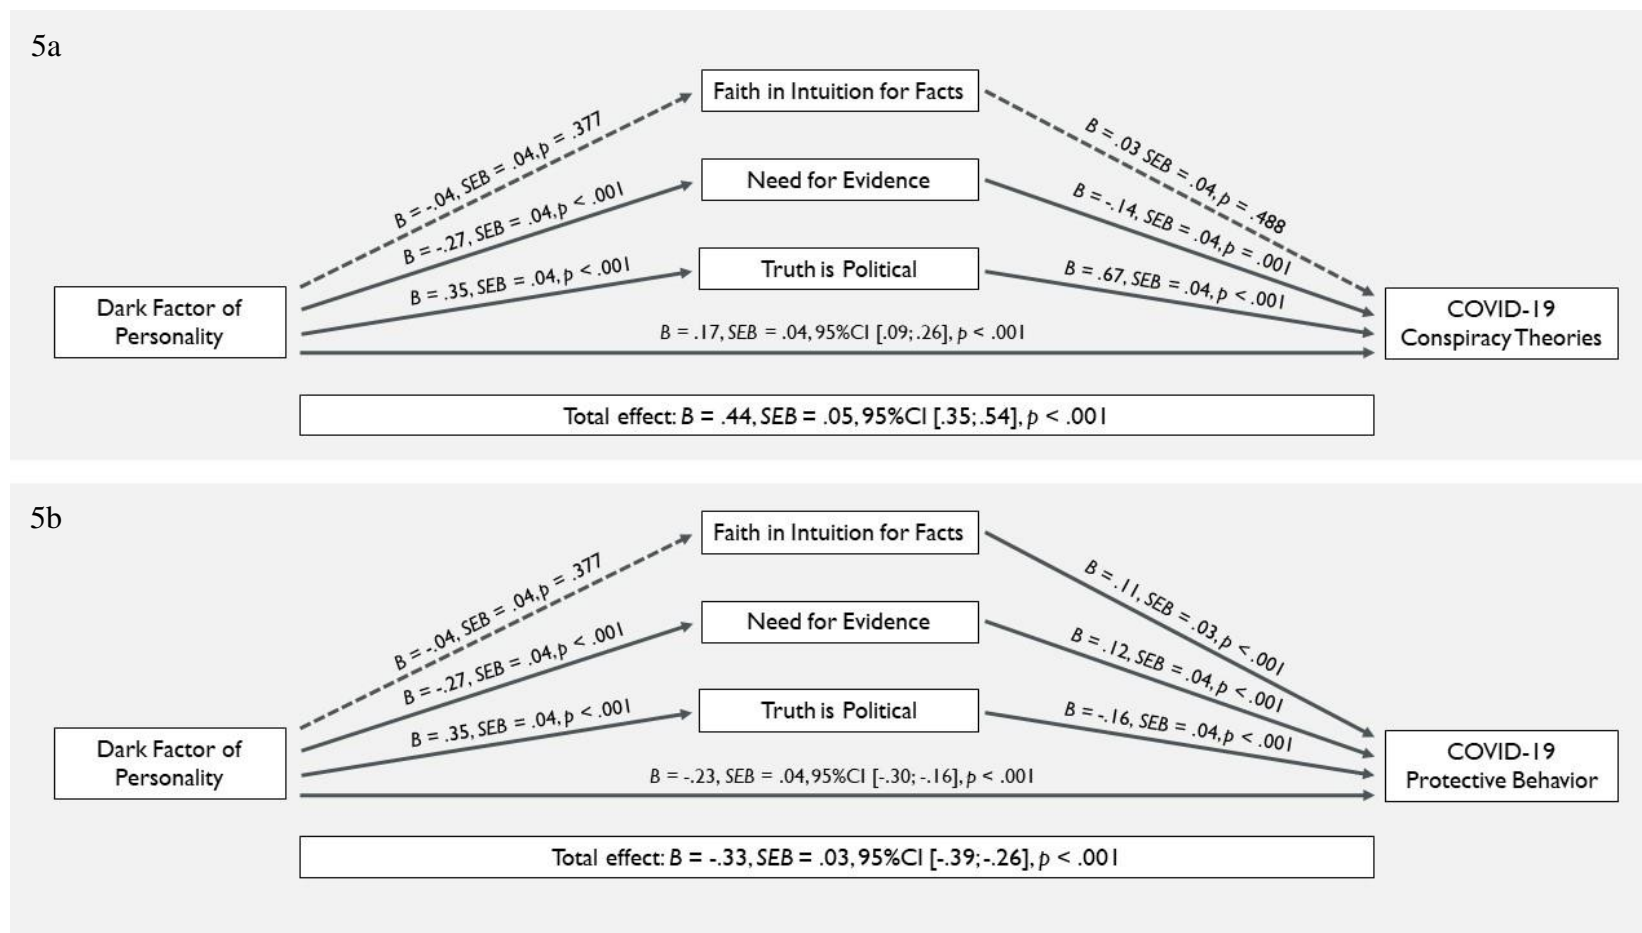 5a
Faith in Intuition for Facts
B = -.04, SEB = .04, p = .377
B = .03 SEB = .04, p = .488
Need for Evidence
B = -.27, SEB = .04, p < .001
B = -.14, SEB = .04, p = .001
Truth is Political
B = .35, SEB = .04, p < .001
B = .67, SEB = .04, p < .001
Dark Factor of
Personality
COVID-19
Conspiracy Theories
B = .17, SEB = .04, 95%CI [.09; .26], p < .001
Total effect: B = .44, SEB = .05, 95%CI [.35; .54], p < .001
5b
Faith in Intuition for Facts
B = -.04, SEB = .04, p = .377
B = .11, SEB = .03, p < .001
Need for Evidence
B = -.27, SEB = .04, p < .001
B = .12, SEB = .04, p < .001
Truth is Political
B = .35, SEB = .04, p < .001
B = -.16, SEB = .04, p < .001
Dark Factor of
Personality
COVID-19
Protective Behavior
B = -.23, SEB = .04, 95%CI [-.30; -.16], p < .001
Total effect: B = -.33, SEB = .03, 95%CI [-.39; -.26], p < .001